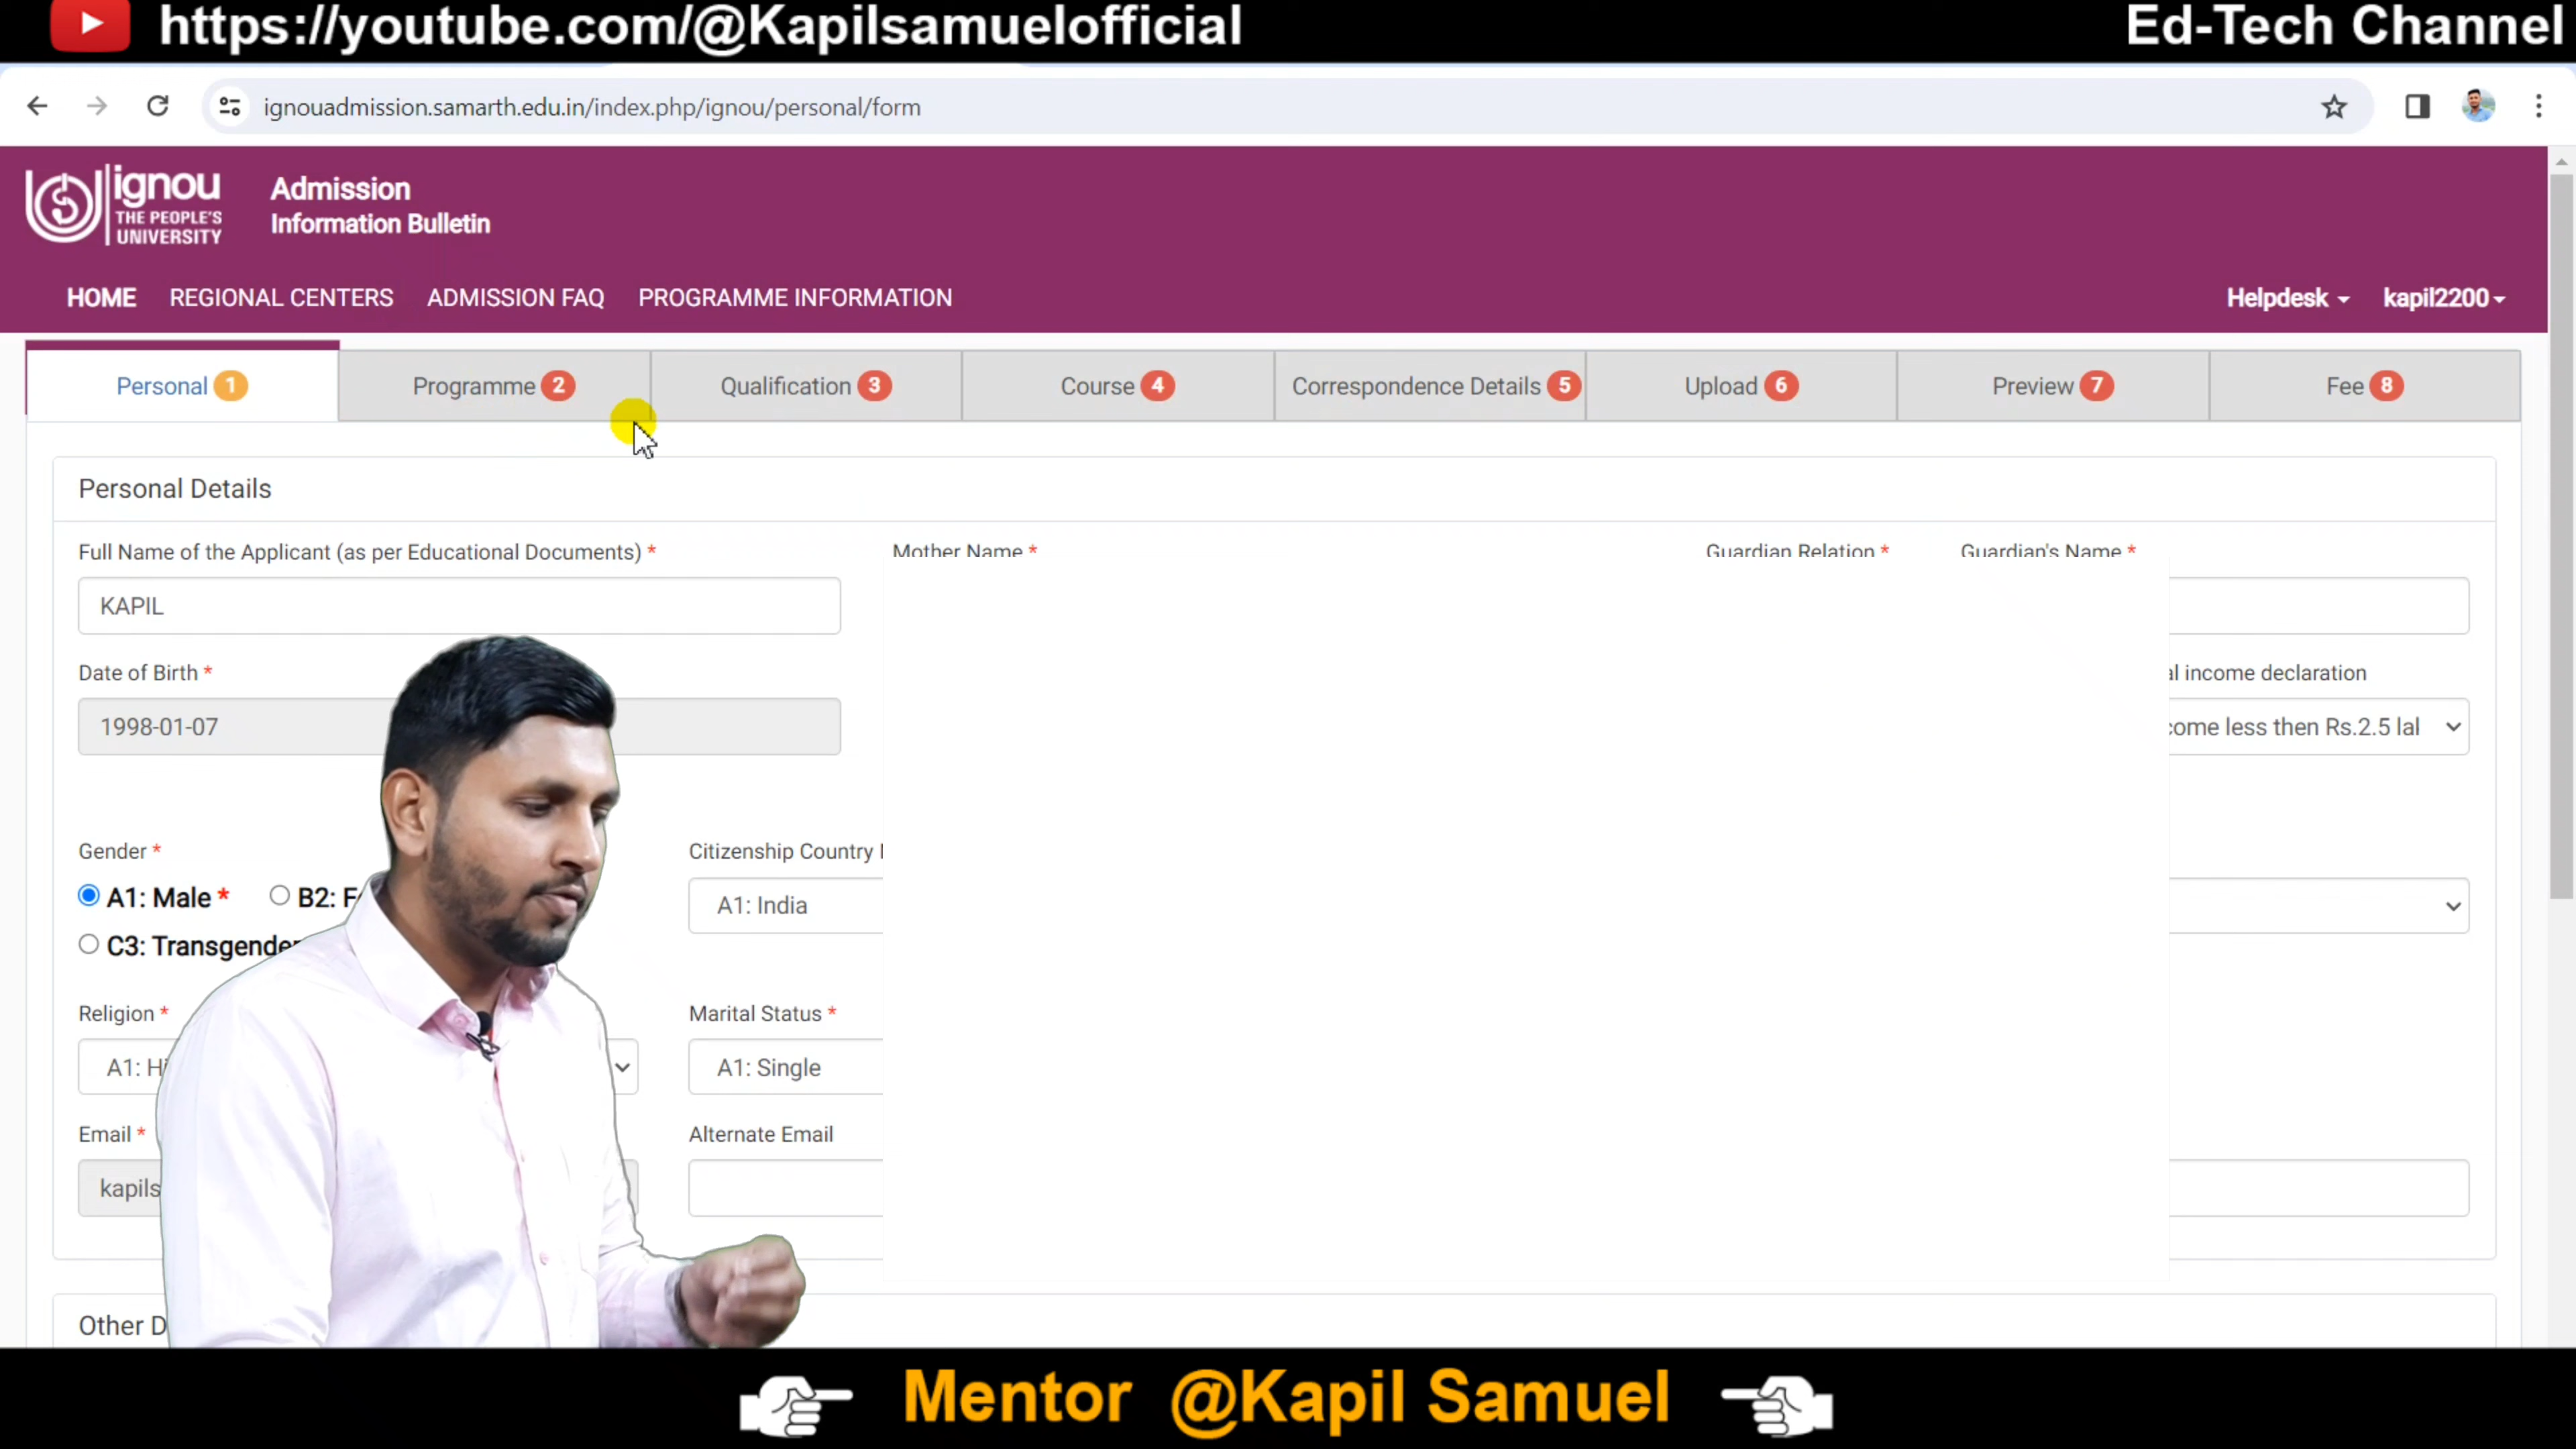 https://youtube.com/@Kapilsamuelofficial
Ed-Tech Channel
ignouadmission.samarth.edu.in/index.php/ignou/personal/form
ignou
THE PEOPLE'S
UNIVERSITY
Admission
Information Bulletin
HOME REGIONAL CENTERS ADMISSION FAQ PROGRAMME INFORMATION
Helpdesk kapil2200
Personal 1 Programme 2 Qualification 3 Course 4 Correspondence Details 5 Upload 6 Preview 7 Fee 8
Personal Details
Full Name of the Applicant (as per Educational Documents) * Mother Name * Guardian Relation * Guardian's Name *
KAPIL
Date of Birth * income declaration
1998-01-07 less then Rs.2.5
Gender * Citizenship Country
A1: Male * B2:
A1: India
C3: Transgender
Religion * Marital Status *
A1: A1: Single
Email * Alternate Email
kapils
Other
Mentor @Kapil Samuel